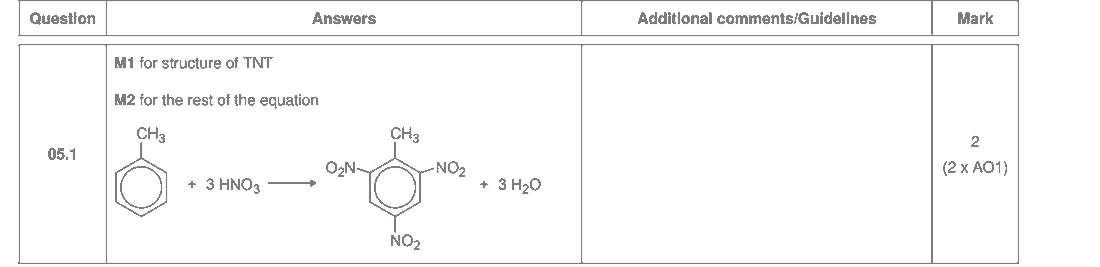 Question Answers Additional comments/Guidelines Mark
M1 for structure of TNT
M2 for the rest of the equation
05.1
CH₃ CH₃
O₂N NO₂
+ 3 HNO₃ ⟶ + 3 H₂O
NO₂
2
(2 x AO1)